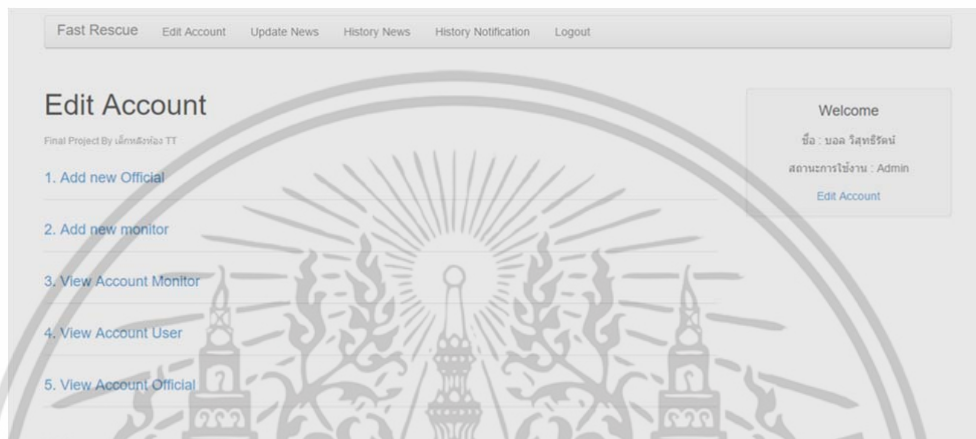 Fast Rescue Edit Account Update News History News History Notification Logout
Edit Account
Final Project By เด็กหลังห้อง TT
1. Add new Official
2. Add new monitor
3. View Account Monitor
4. View Account User
5. View Account Official
Welcome
ชื่อ : บอล วิสุทธิรัตน์
สถานะการใช้งาน : Admin
Edit Account